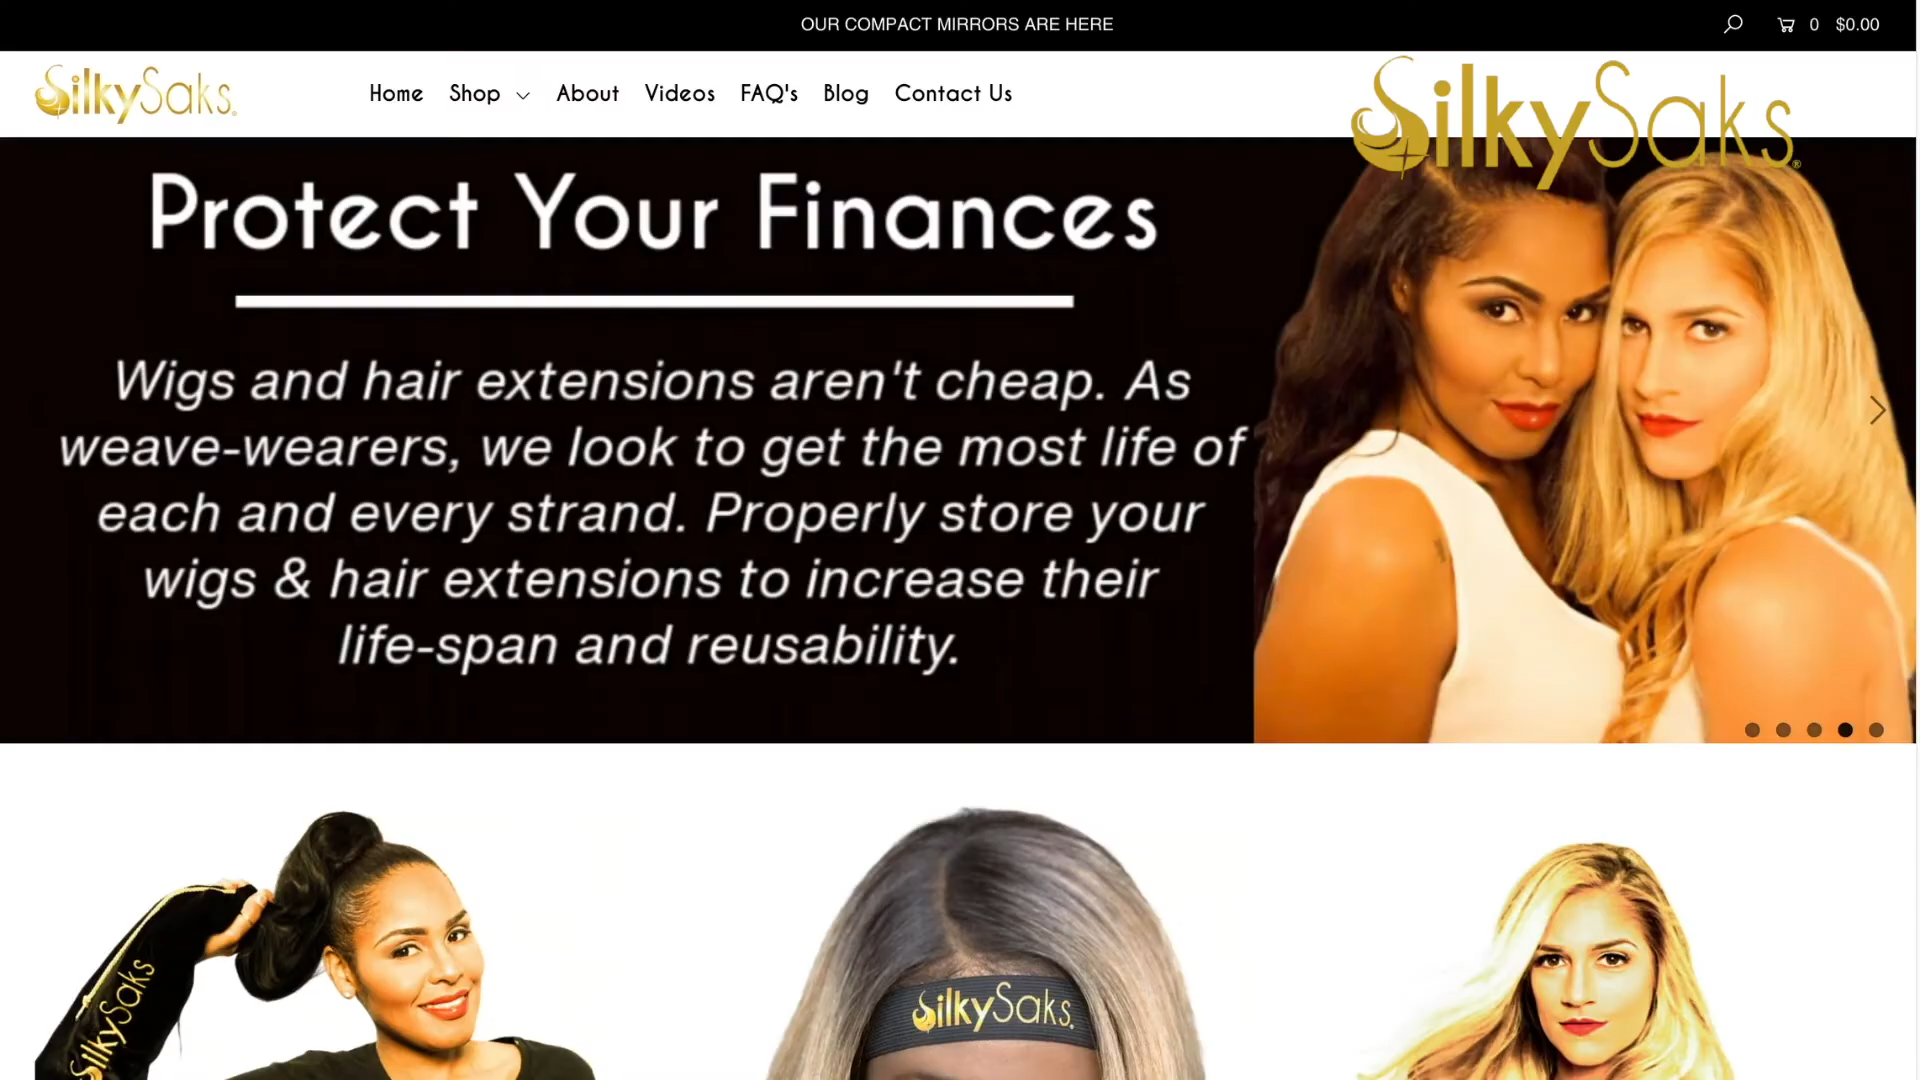 OUR COMPACT MIRRORS ARE HERE
0 $0.00
SilkySaks
Home Shop About Videos FAQ's Blog Contact Us
SilkySaks®
Protect Your Finances
Wigs and hair extensions aren't cheap. As
weave-wearers, we look to get the most life of
each and every strand. Properly store your
wigs & hair extensions to increase their
life-span and reusability.
SilkySaks
SilkySaks